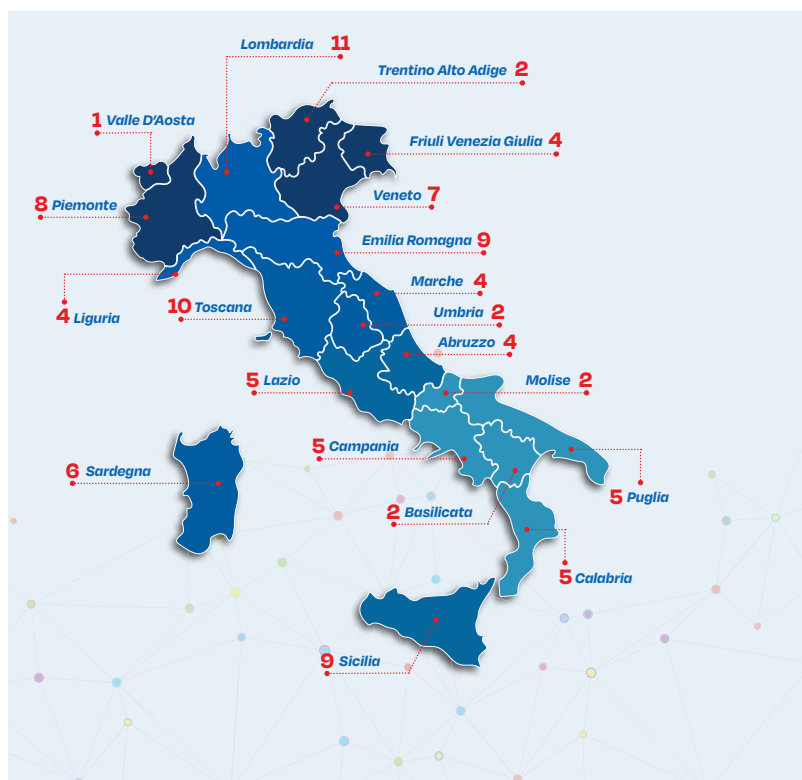 Lombardia 11
Trentino Alto Adige 2
1 Valle D'Aosta
Friuli Venezia Giulia 4
Veneto 7
8 Piemonte
Emilia Romagna 9
Marche 4
4 Liguria
10 Toscana
Umbria 2
Abruzzo 4
5 Lazio
Molise 2
5 Campania
6 Sardegna
5 Puglia
2 Basilicata
5 Calabria
9 Sicilia